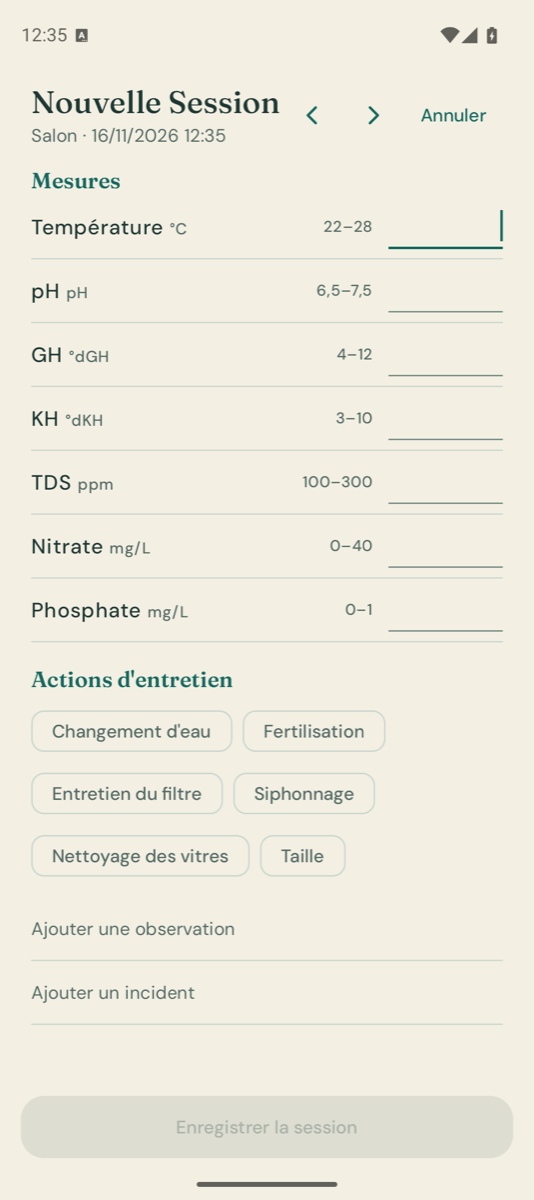 12:35
Nouvelle Session
Annuler
Salon · 16/11/2026 12:35
Mesures
Température °C 22–28
pH pH 6,5–7,5
GH °dGH 4–12
KH °dKH 3–10
TDS ppm 100–300
Nitrate mg/L 0–40
Phosphate mg/L 0–1
Actions d'entretien
Changement d'eau Fertilisation
Entretien du filtre Siphonnage
Nettoyage des vitres Taille
Ajouter une observation
Ajouter un incident
Enregistrer la session